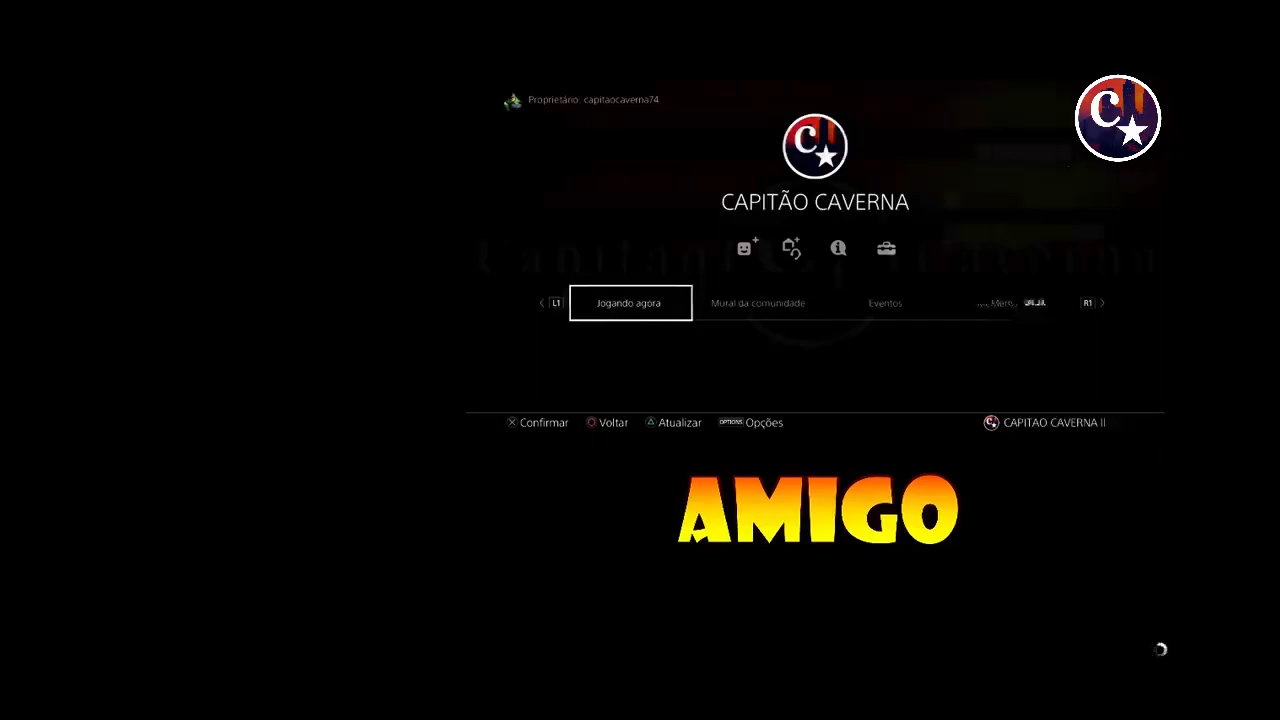 Proprietário: capitaocaverna74
C
C
CAPITÃO CAVERNA
L1 Jogando agora Mural da comunidade Eventos R1
Confirmar Voltar Atualizar OPTIONS Opções CAPITAO CAVERNA II
AMIGO